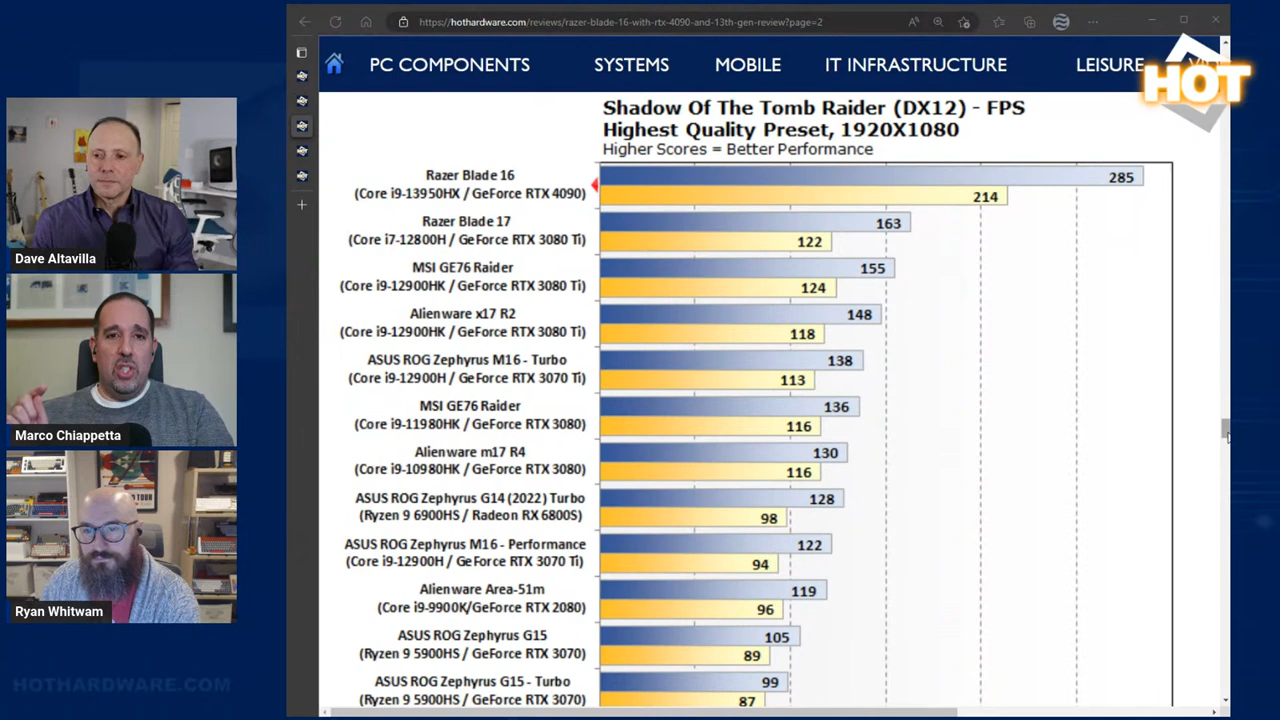 https://hothardware.com/reviews/razer-blade-16-with-rtx-4090-and-13th-gen-review?page=2
PC COMPONENTS SYSTEMS MOBILE IT INFRASTRUCTURE LEISURE
HOT
Shadow Of The Tomb Raider (DX12) - FPS
Highest Quality Preset, 1920X1080
Higher Scores = Better Performance
Razer Blade 16
(Core i9-13950HX / GeForce RTX 4090)
285
214
Razer Blade 17
(Core i7-12800H / GeForce RTX 3080 Ti)
163
122
MSI GE76 Raider
(Core i9-12900HK / GeForce RTX 3080 Ti)
155
124
Alienware x17 R2
(Core i9-12900HK / GeForce RTX 3080 Ti)
148
118
ASUS ROG Zephyrus M16 - Turbo
(Core i9-12900H / GeForce RTX 3070 Ti)
138
113
MSI GE76 Raider
(Core i9-11980HK / GeForce RTX 3080)
136
116
Alienware m17 R4
(Core i9-10980HK / GeForce RTX 3080)
130
116
ASUS ROG Zephyrus G14 (2022) Turbo
(Ryzen 9 6900HS / Radeon RX 6800S)
128
98
ASUS ROG Zephyrus M16 - Performance
(Core i9-12900H / GeForce RTX 3070 Ti)
122
94
Alienware Area-51m
(Core i9-9900K/GeForce RTX 2080)
119
96
ASUS ROG Zephyrus G15
(Ryzen 9 5900HS / GeForce RTX 3070)
105
89
ASUS ROG Zephyrus G15 - Turbo
(Ryzen 9 5900HS / GeForce RTX 3070)
99
87
Dave Altavilla
Marco Chiappetta
Ryan Whitwam
HOTHARDWARE.COM